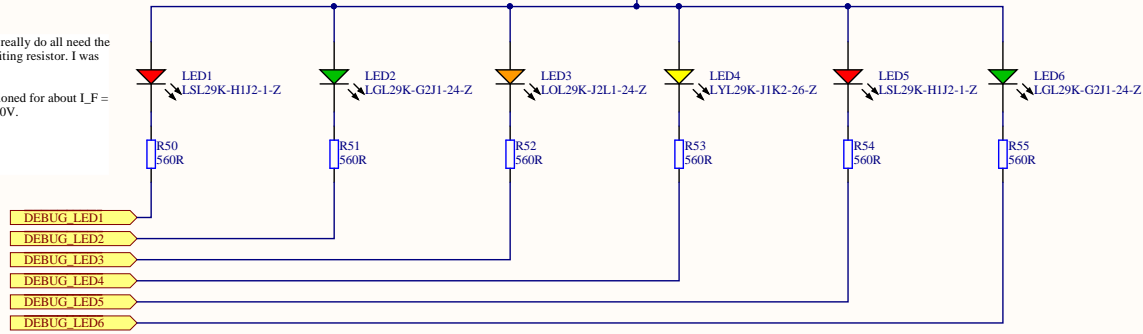 really do all need the
iting resistor. I was
oned for about I_F =
0V.
LED1
LSL29K-H1J2-1-Z
LED2
LGL29K-G2J1-24-Z
LED3
LOL29K-J2L1-24-Z
LED4
LYL29K-J1K2-26-Z
LED5
LSL29K-H1J2-1-Z
LED6
LGL29K-G2J1-24-Z
R50
560R
R51
560R
R52
560R
R53
560R
R54
560R
R55
560R
DEBUG_LED1
DEBUG_LED2
DEBUG_LED3
DEBUG_LED4
DEBUG_LED5
DEBUG_LED6